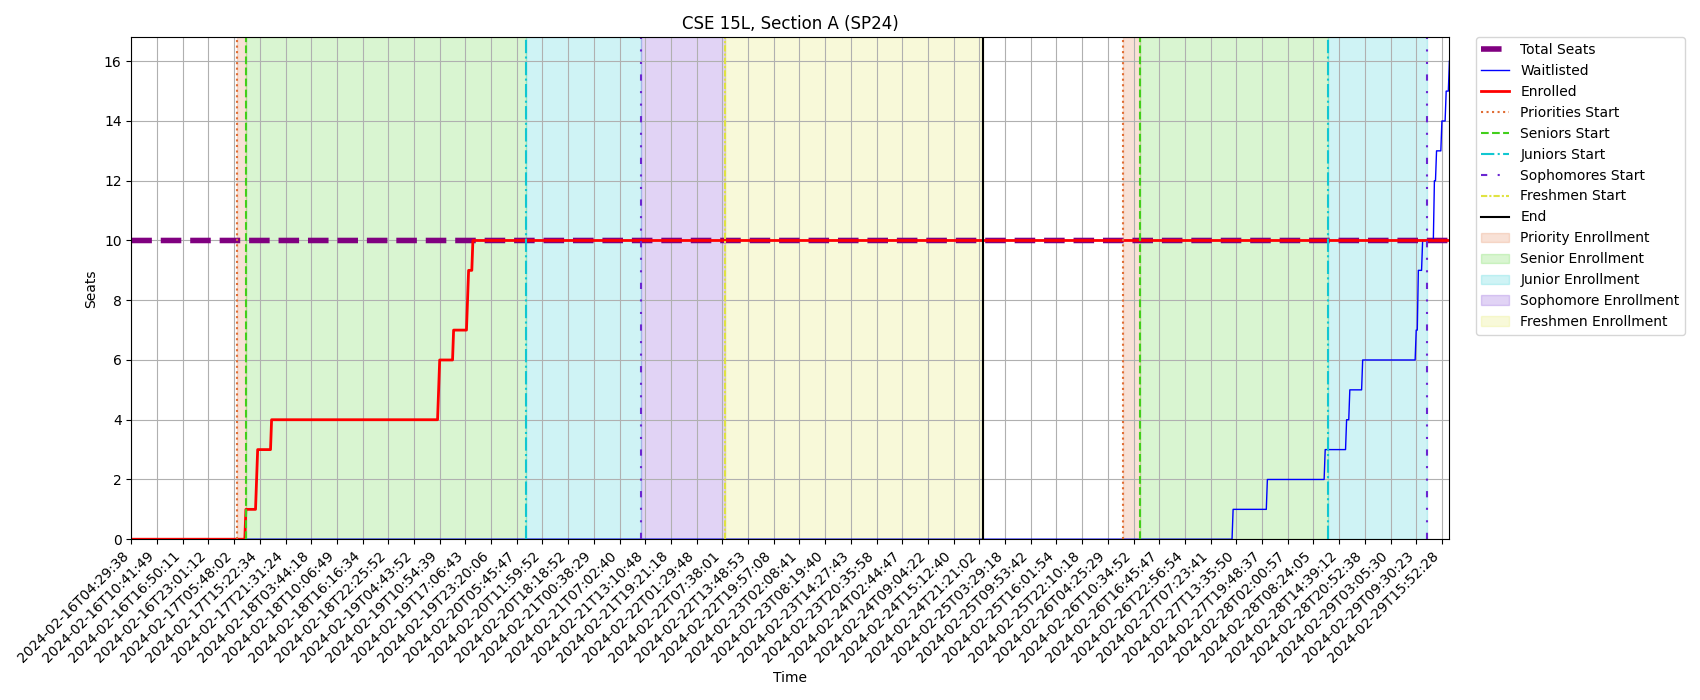 CSE 15L, Section A (SP24)
Seats
16
14
12
10
8
6
4
2
0
2024-02-16T04:29:38
2024-02-16T10:41:49
2024-02-16T16:50:11
2024-02-16T23:01:12
2024-02-17T05:48:02
2024-02-17T15:22:34
2024-02-17T21:31:24
2024-02-18T03:44:18
2024-02-18T10:06:49
2024-02-18T16:16:34
2024-02-18T22:25:52
2024-02-19T04:43:52
2024-02-19T10:54:39
2024-02-19T17:06:43
2024-02-19T23:20:06
2024-02-20T05:45:47
2024-02-20T11:59:52
2024-02-20T18:18:52
2024-02-21T00:38:29
2024-02-21T07:02:40
2024-02-21T13:10:48
2024-02-21T19:21:18
2024-02-22T01:29:48
2024-02-22T07:38:01
2024-02-22T13:48:53
2024-02-22T19:57:08
2024-02-23T02:08:41
2024-02-23T08:19:40
2024-02-23T14:27:43
2024-02-23T20:35:58
2024-02-24T02:44:47
2024-02-24T09:04:22
2024-02-24T15:12:40
2024-02-24T21:21:02
2024-02-25T03:29:18
2024-02-25T09:53:42
2024-02-25T16:01:54
2024-02-25T22:10:18
2024-02-26T04:25:29
2024-02-26T10:34:52
2024-02-26T16:45:47
2024-02-26T22:56:54
2024-02-27T07:23:41
2024-02-27T13:35:50
2024-02-27T19:48:37
2024-02-28T02:00:57
2024-02-28T08:24:05
2024-02-28T14:39:12
2024-02-28T20:52:38
2024-02-29T03:05:30
2024-02-29T09:30:23
2024-02-29T15:52:28
Time
Total Seats
Waitlisted
Enrolled
Priorities Start
Seniors Start
Juniors Start
Sophomores Start
Freshmen Start
End
Priority Enrollment
Senior Enrollment
Junior Enrollment
Sophomore Enrollment
Freshmen Enrollment